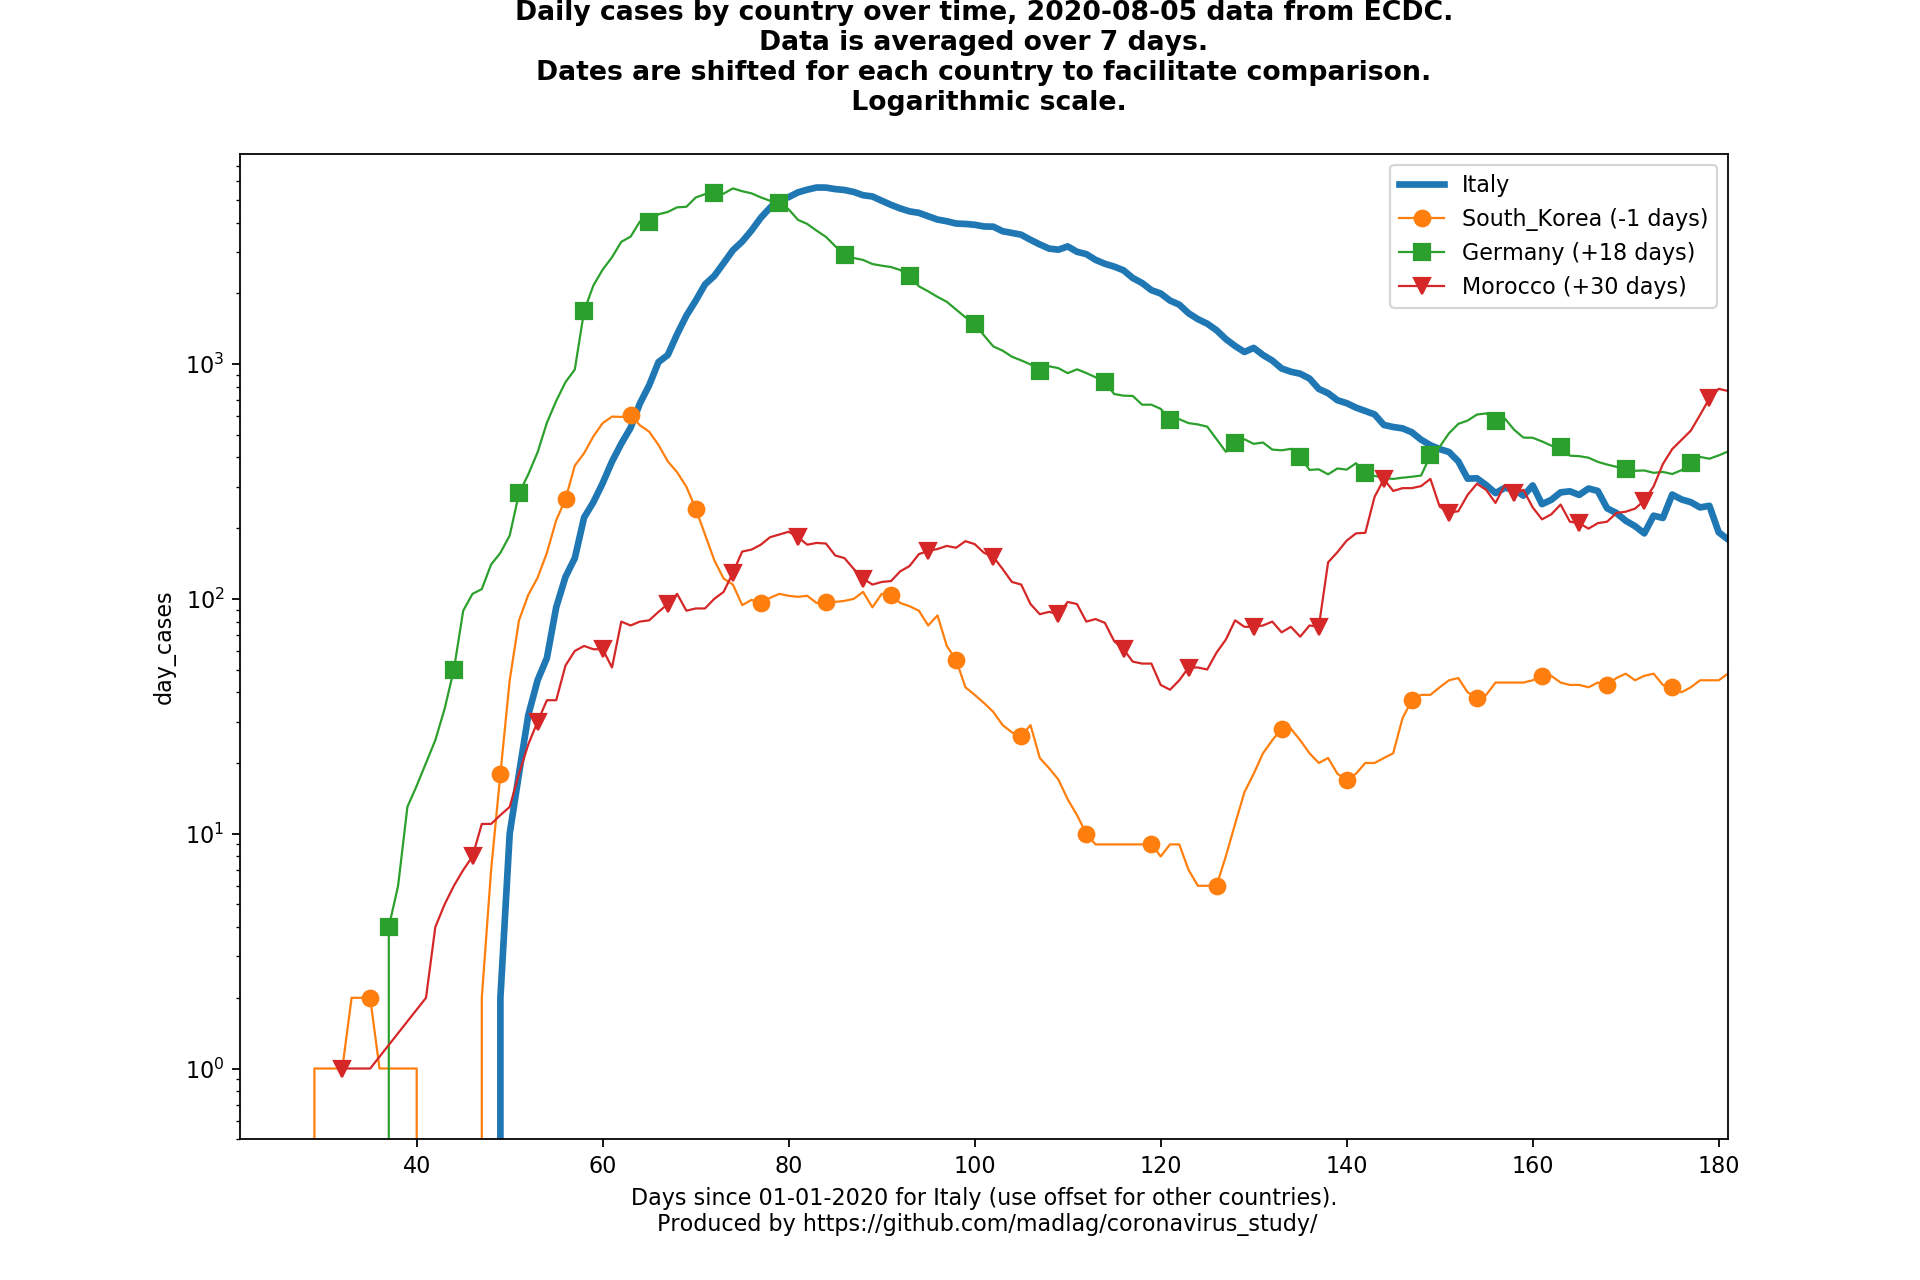 Daily cases by country over time, 2020-08-05 data from ECDC.
Data is averaged over 7 days.
Dates are shifted for each country to facilitate comparison.
Logarithmic scale.
Italy
South_Korea (-1 days)
Germany (+18 days)
Morocco (+30 days)
10³
10²
10¹
10⁰
day_cases
40 60 80 100 120 140 160 180
Days since 01-01-2020 for Italy (use offset for other countries).
Produced by https://github.com/madlag/coronavirus_study/